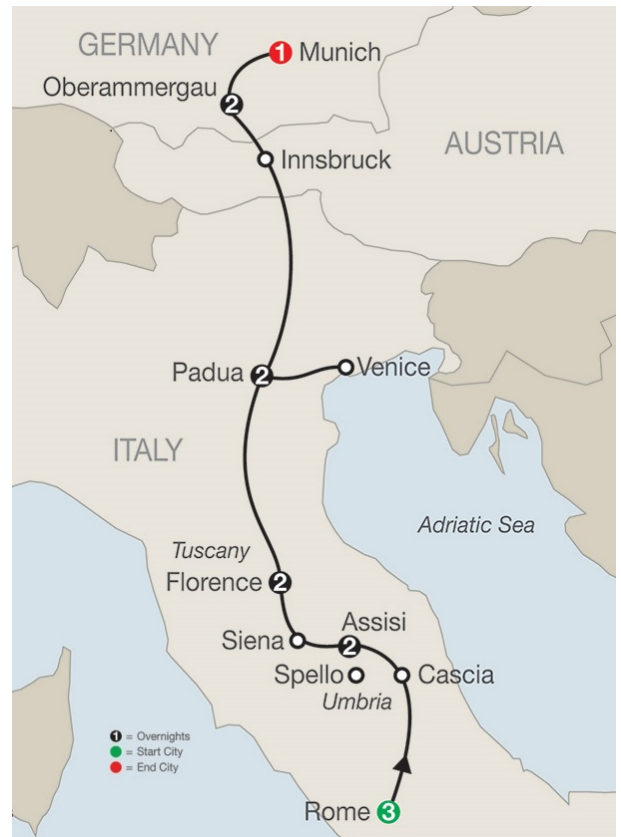 GERMANY
1 Munich
Oberammergau
2
AUSTRIA
Innsbruck
Padua 2
Venice
ITALY
Adriatic Sea
Tuscany
Florence 2
Assisi
Siena
2
Spello
Cascia
Umbria
1 = Overnights
= Start City
= End City
Rome 3